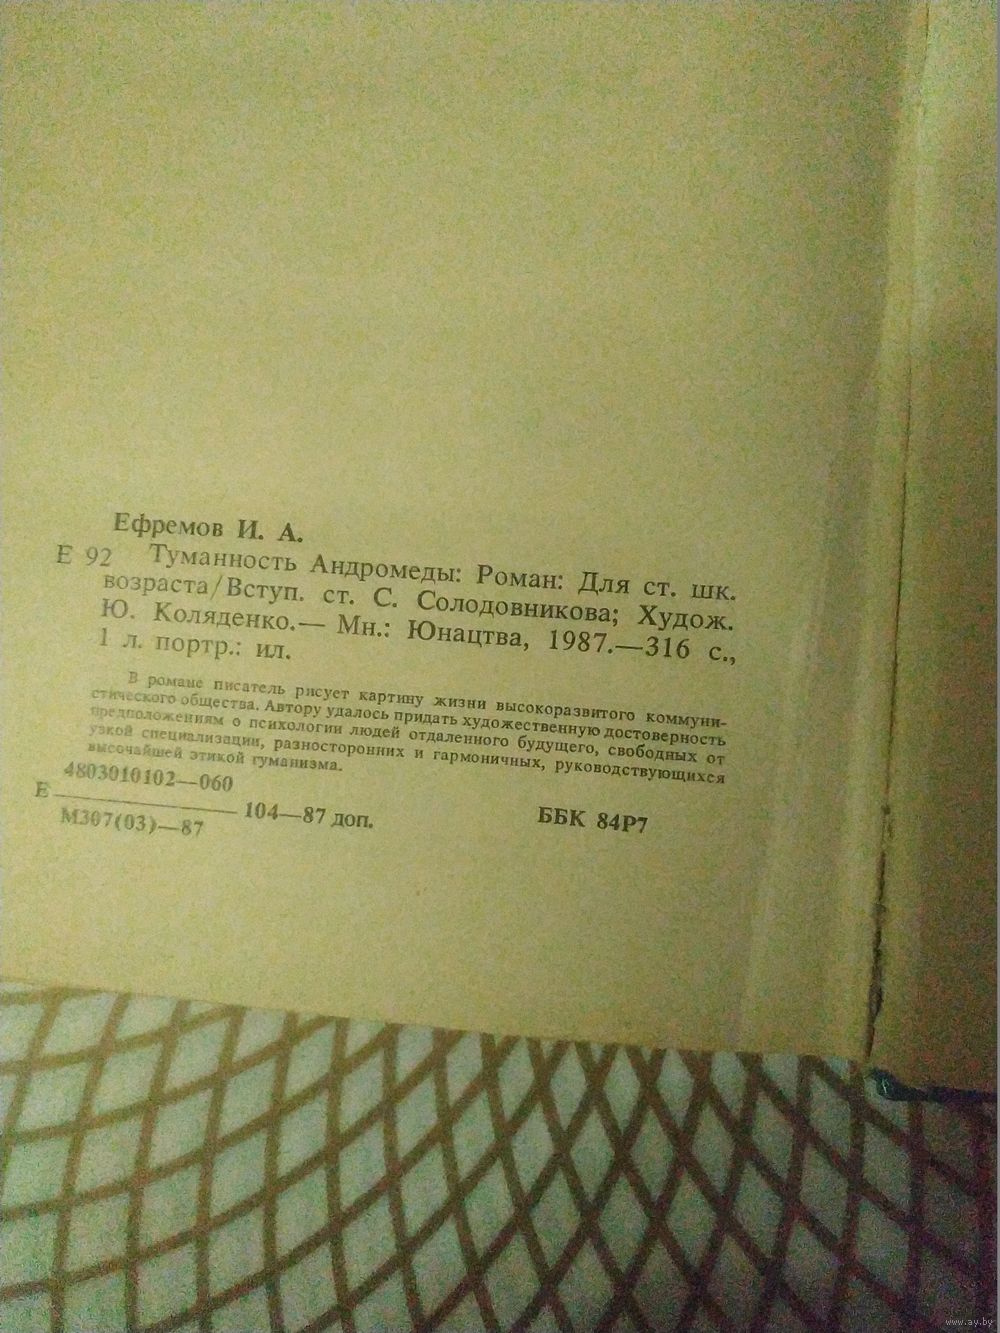 Ефремов И. А.
Е 92 Туманность Андромеды: Роман: Для ст. шк.
возраста/Вступ. ст. С. Солодовникова; Худож.
Ю. Коляденко.— Мн.: Юнацтва, 1987.—316 с.,
1 л. портр.: ил.
В романе писатель рисует картину жизни высокоразвитого коммуни-
стического общества. Автору удалось придать художественную достоверность
предположениям о психологии людей отдаленного будущего, свободных от
узкой специализации, разносторонних и гармоничных, руководствующихся
высочайшей этикой гуманизма.
4803010102—060
Е 104—87 доп. ББК 84Р7
М307(03)—87
www.ay.by